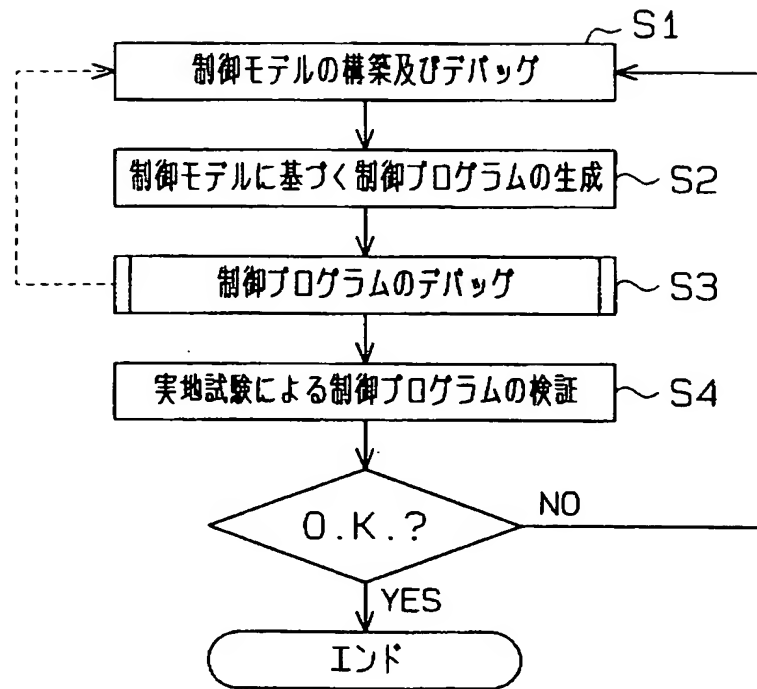 S1
制御モデルの構築及びデバッグ
制御モデルに基づく制御プログラムの生成
S2
制御プログラムのデバッグ
S3
実地試験による制御プログラムの検証
S4
O.K.?
NO
YES
エンド